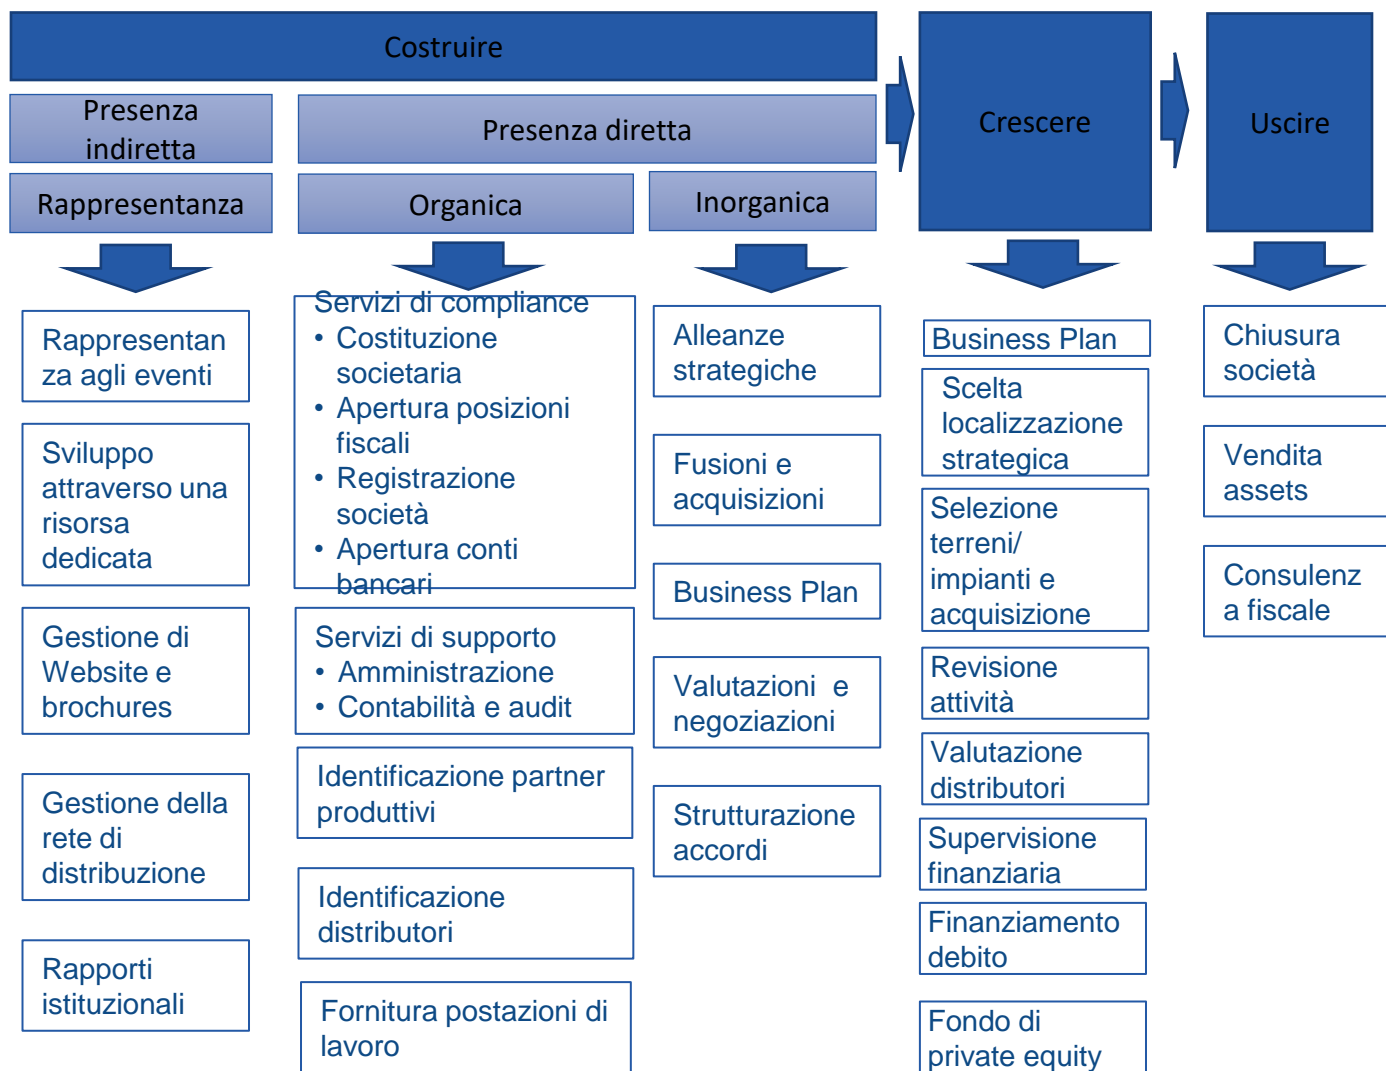 Costruire
Presenza
indiretta
Presenza diretta
Rappresentanza
Organica
Inorganica
Crescere
Uscire
Rappresentan
za agli eventi
Sviluppo
attraverso una
risorsa
dedicata
Gestione di
Website e
brochures
Gestione della
rete di
distribuzione
Rapporti
istituzionali
Servizi di compliance
• Costituzione
societaria
• Apertura posizioni
fiscali
• Registrazione
società
• Apertura conti
bancari
Servizi di supporto
• Amministrazione
• Contabilità e audit
Identificazione partner
produttivi
Identificazione
distributori
Fornitura postazioni di
lavoro
Alleanze
strategiche
Fusioni e
acquisizioni
Business Plan
Valutazioni e
negoziazioni
Strutturazione
accordi
Business Plan
Scelta
localizzazione
strategica
Selezione
terreni/
impianti e
acquisizione
Revisione
attività
Valutazione
distributori
Supervisione
finanziaria
Finanziamento
debito
Fondo di
private equity
Chiusura
società
Vendita
assets
Consulenz
a fiscale